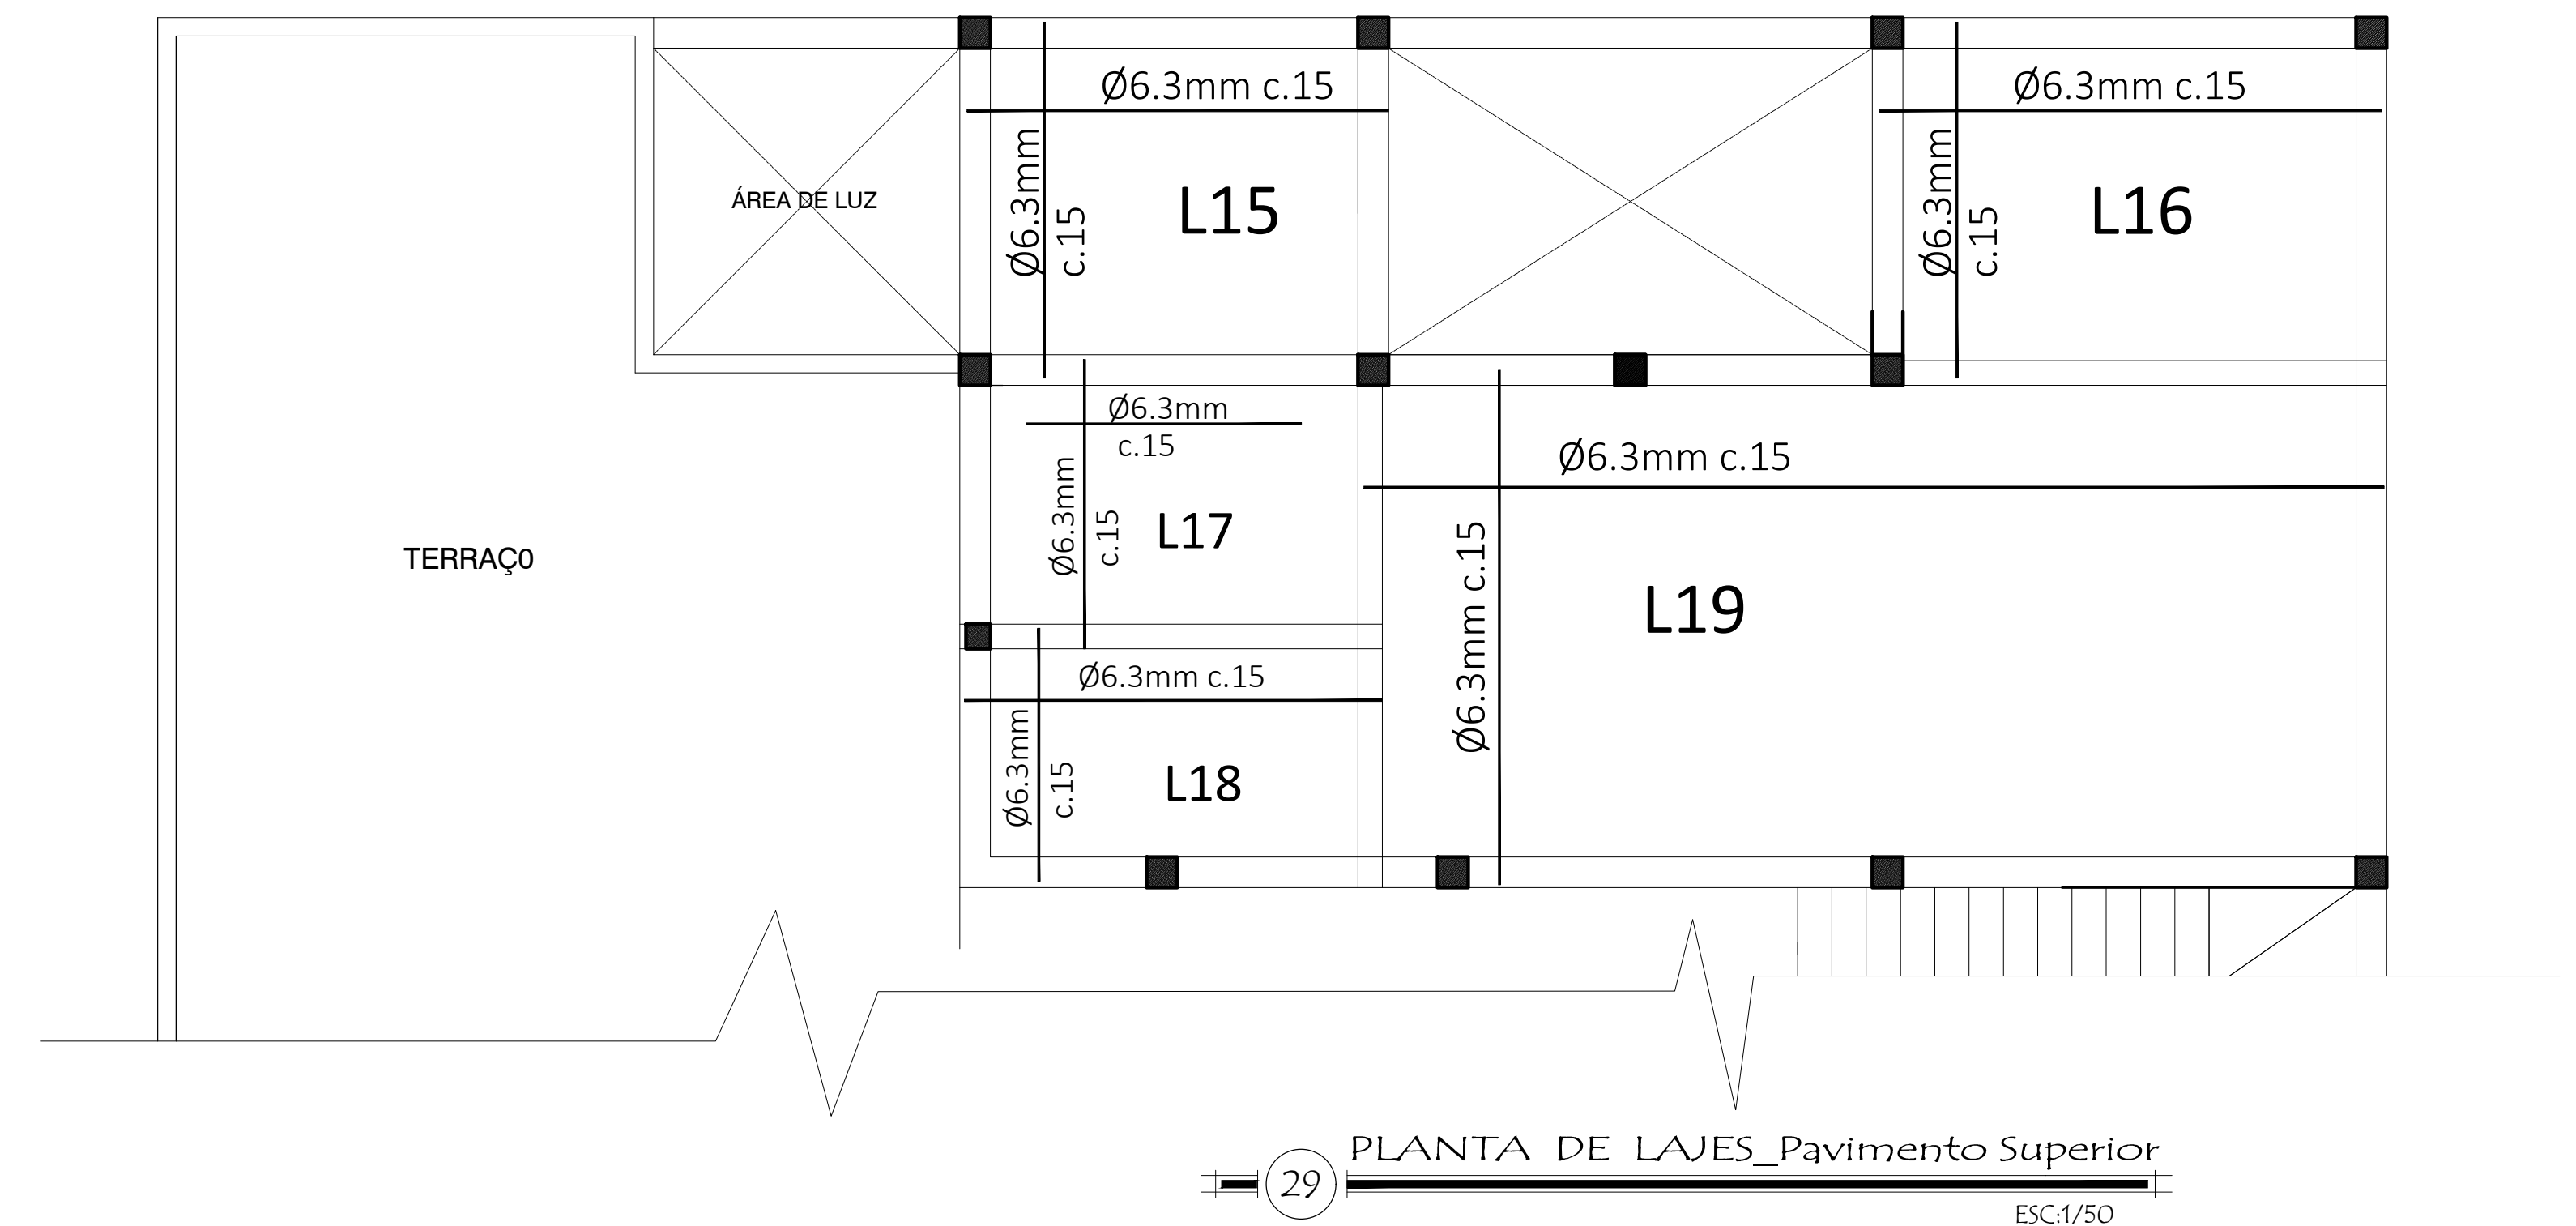 Ø6.3mm c.15
Ø6.3mm c.15
Ø6.3mm
c.15
Ø6.3mm
c.15
L15
L16
ÁREA DE LUZ
Ø6.3mm
c.15
Ø6.3mm c.15
Ø6.3mm
c.15
L17
Ø6.3mm c.15
TERRAÇ0
L19
Ø6.3mm c.15
Ø6.3mm
c.15
L18
PLANTA DE LAJES_Pavimento Superior
29
ESC:1/50